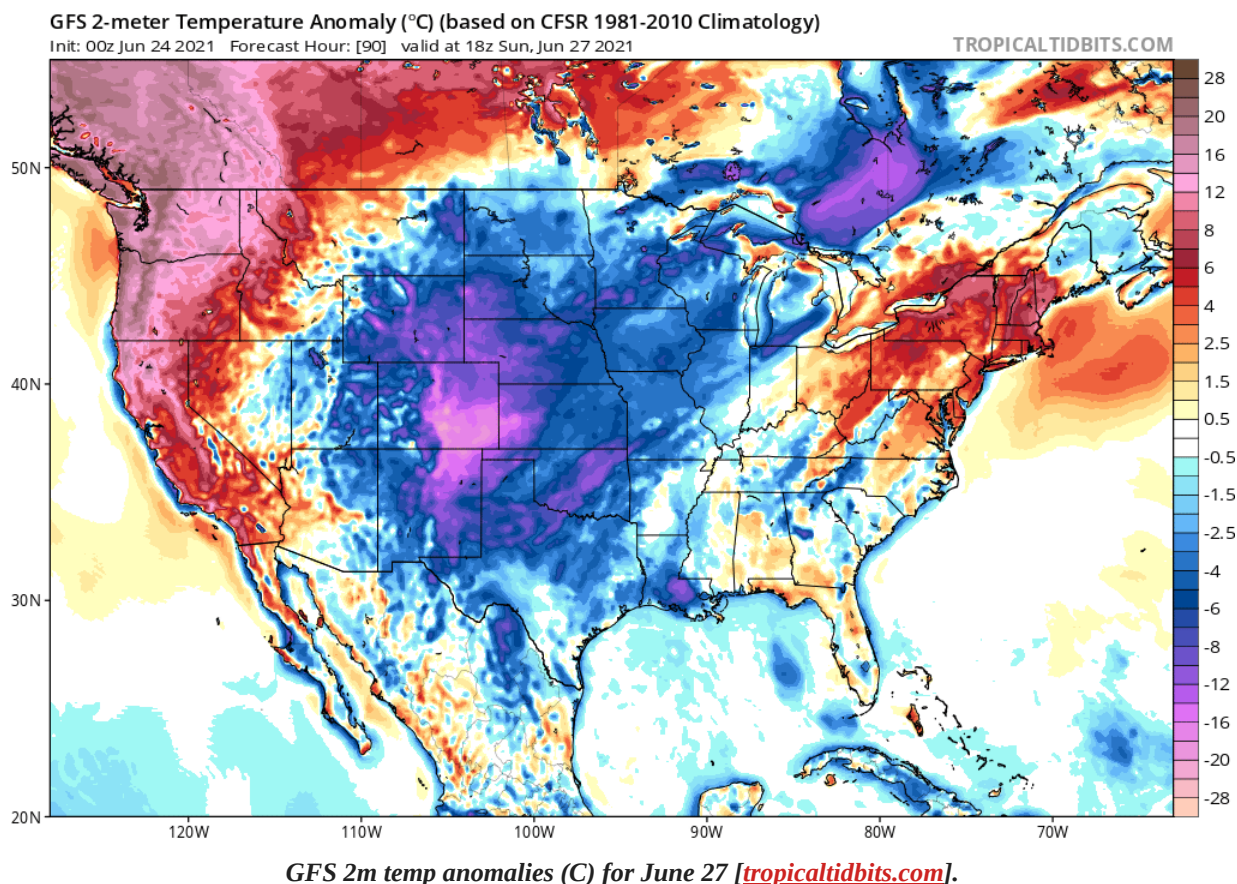 GFS 2-meter Temperature Anomaly (°C) (based on CFSR 1981-2010 Climatology)
Init: 00z Jun 24 2021   Forecast Hour: [90]   valid at 18z Sun, Jun 27 2021
TROPICALTIDBITS.COM
28
20
16
12
8
6
4
2.5
1.5
0.5
-0.5
-1.5
-2.5
-4
-6
-8
-12
-16
-20
-28
50N
40N
30N
20N
120W
110W
100W
90W
80W
70W
GFS 2m temp anomalies (C) for June 27 [tropicaltidbits.com].